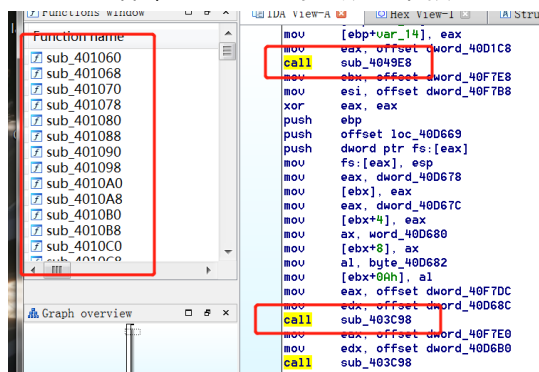 Functions window
IDA View-A
Hex View-1
Stru
Function name
sub_401060
sub_401068
sub_401070
sub_401078
sub_401080
sub_401088
sub_401090
sub_401098
sub_4010A0
sub_4010A8
sub_4010B0
sub_4010B8
sub_4010C0
sub_4010C8
Graph overview
mov [ebp+var_14], eax
mov eax, offset dword_40D1C8
call sub_4049E8
mov ebx, offset dword_40F7E8
mov esi, offset dword_40F7B8
xor eax, eax
push ebp
push offset loc_40D669
push dword ptr fs:[eax]
mov fs:[eax], esp
mov eax, dword_40D678
mov [ebx], eax
mov eax, dword_40D67C
mov [ebx+4], eax
mov ax, word_40D680
mov [ebx+8], ax
mov al, byte_40D682
mov [ebx+0Ah], al
mov eax, offset dword_40F7DC
mov edx, offset dword_40D68C
call sub_403C98
mov eax, offset dword_40F7E0
mov edx, offset dword_40D6B0
call sub_403C98